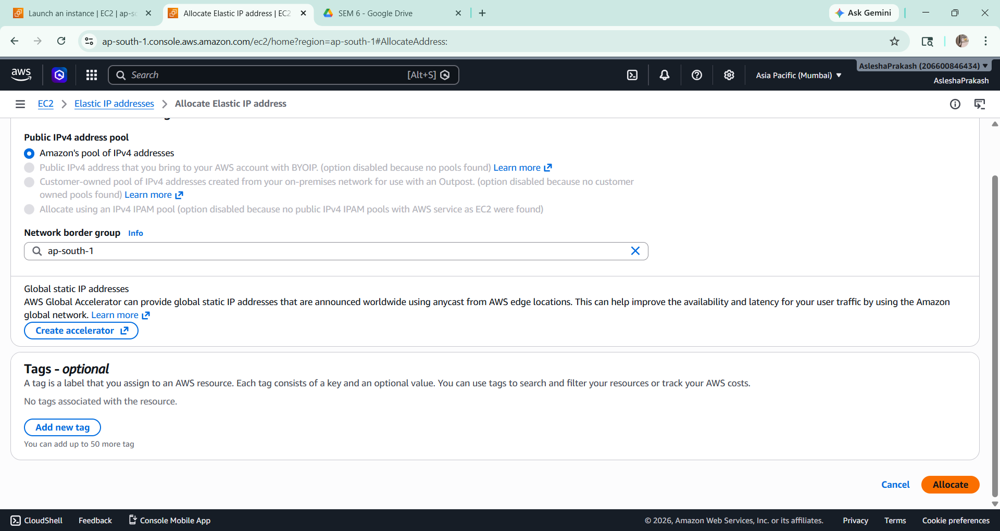 Launch an instance | EC2 | ap-so
Allocate Elastic IP address | EC2
SEM 6 - Google Drive
Ask Gemini
ap-south-1.console.aws.amazon.com/ec2/home?region=ap-south-1#AllocateAddress:
aws
Search
[Alt+S]
Asia Pacific (Mumbai)
AsleshaPrakash (206600846434)
AsleshaPrakash
EC2
Elastic IP addresses
Allocate Elastic IP address
Public IPv4 address pool
Amazon's pool of IPv4 addresses
Public IPv4 address that you bring to your AWS account with BYOIP. (option disabled because no pools found) Learn more
Customer-owned pool of IPv4 addresses created from your on-premises network for use with an Outpost. (option disabled because no customer
owned pools found) Learn more
Allocate using an IPv4 IPAM pool (option disabled because no public IPv4 IPAM pools with AWS service as EC2 were found)
Network border group Info
ap-south-1
Global static IP addresses
AWS Global Accelerator can provide global static IP addresses that are announced worldwide using anycast from AWS edge locations. This can help improve the availability and latency for your user traffic by using the Amazon
global network. Learn more
Create accelerator
Tags - optional
A tag is a label that you assign to an AWS resource. Each tag consists of a key and an optional value. You can use tags to search and filter your resources or track your AWS costs.
No tags associated with the resource.
Add new tag
You can add up to 50 more tag
Cancel
Allocate
CloudShell
Feedback
Console Mobile App
© 2026, Amazon Web Services, Inc. or its affiliates.
Privacy
Terms
Cookie preferences